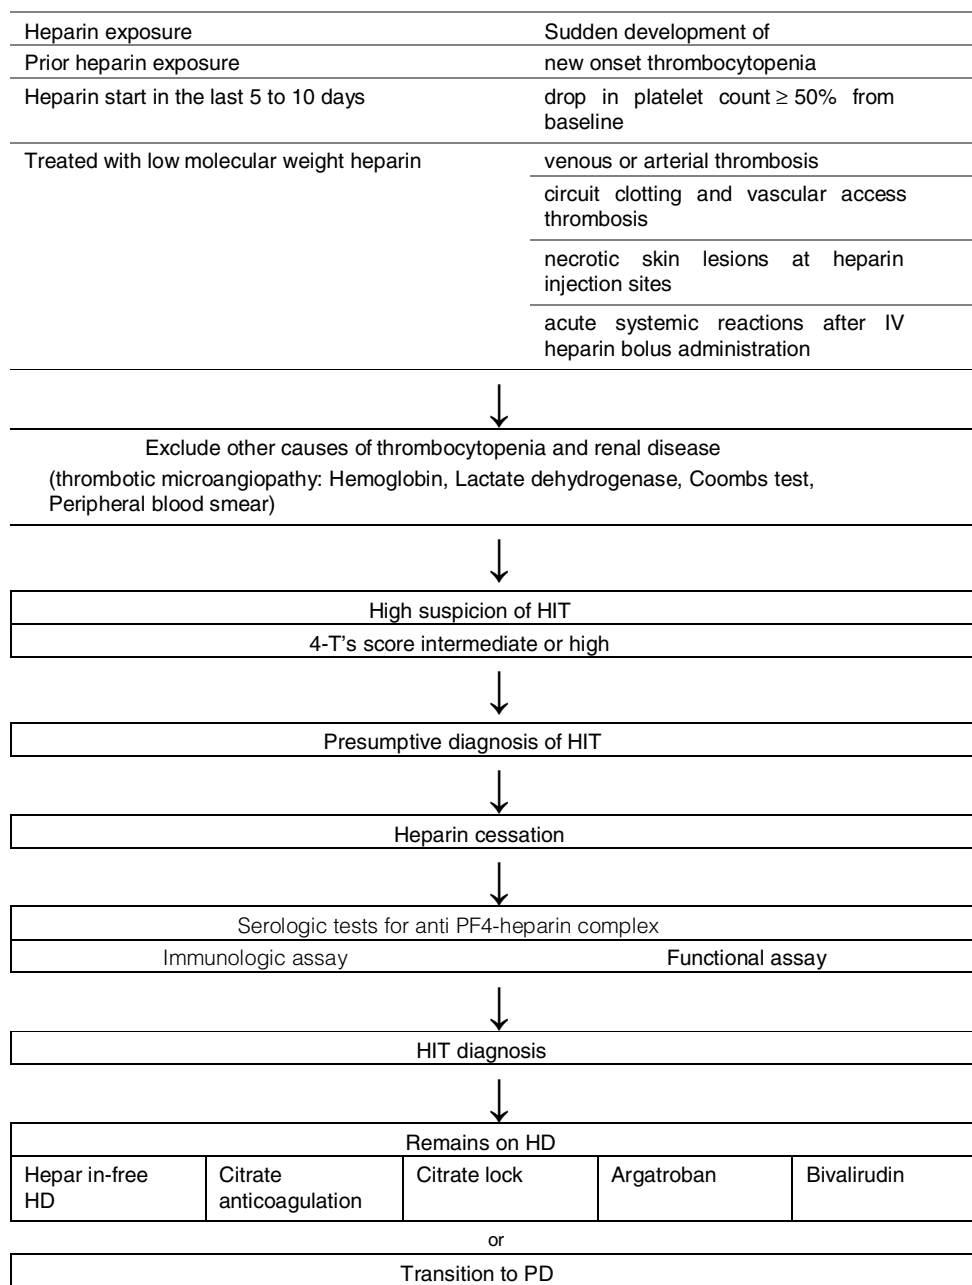 Heparin exposure
Sudden development of
Prior heparin exposure
new onset thrombocytopenia
Heparin start in the last 5 to 10 days
drop in platelet count ≥ 50% from
baseline
Treated with low molecular weight heparin
venous or arterial thrombosis
circuit clotting and vascular access
thrombosis
necrotic skin lesions at heparin
injection sites
acute systemic reactions after IV
heparin bolus administration
Exclude other causes of thrombocytopenia and renal disease
(thrombotic microangiopathy: Hemoglobin, Lactate dehydrogenase, Coombs test,
Peripheral blood smear)
High suspicion of HIT
4-T's score intermediate or high
Presumptive diagnosis of HIT
Heparin cessation
Serologic tests for anti PF4-heparin complex
Immunologic assay
Functional assay
HIT diagnosis
Remains on HD
Hepar in-free
HD
Citrate
anticoagulation
Citrate lock
Argatroban
Bivalirudin
or
Transition to PD